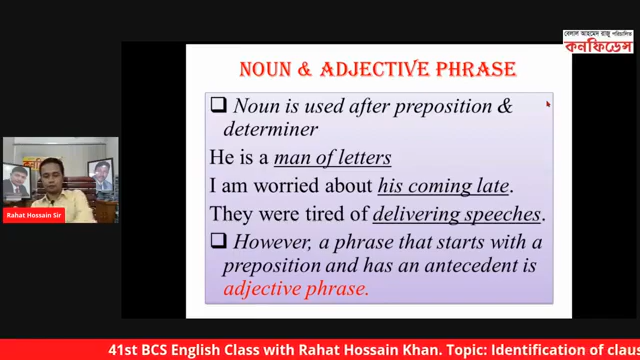 বেলাল আহমেদ রাজু পরিচালিত
কনফিডেন্স
NOUN & ADJECTIVE PHRASE
❑ Noun is used after preposition &
determiner
He is a man of letters
I am worried about his coming late.
They were tired of delivering speeches.
❑ However, a phrase that starts with a
preposition and has an antecedent is
adjective phrase.
Rahat Hossain Sir
41st BCS English Class with Rahat Hossain Khan. Topic: Identification of claus